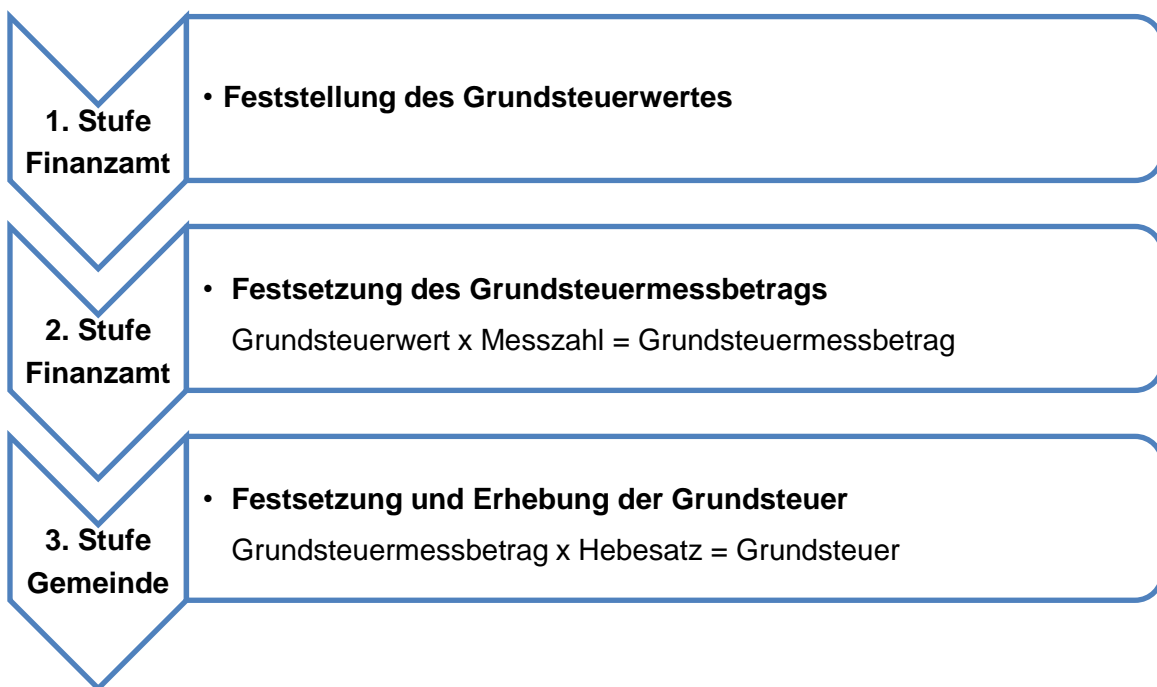 1. Stufe
Finanzamt
• Feststellung des Grundsteuerwertes
2. Stufe
Finanzamt
• Festsetzung des Grundsteuermessbetrags
Grundsteuerwert x Messzahl = Grundsteuermessbetrag
3. Stufe
Gemeinde
• Festsetzung und Erhebung der Grundsteuer
Grundsteuermessbetrag x Hebesatz = Grundsteuer